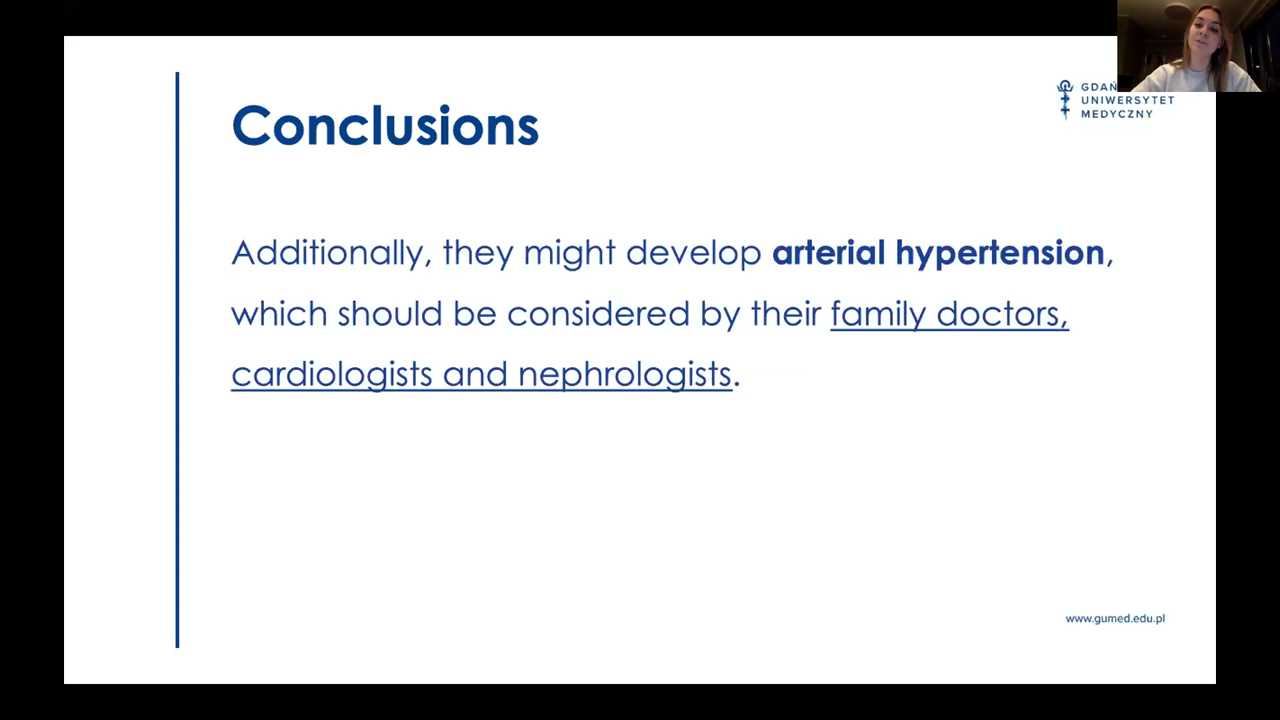 Conclusions
UNIWERSYTET
MEDYCZNY
Additionally, they might develop arterial hypertension,
which should be considered by their family doctors,
cardiologists and nephrologists.
www.gumed.edu.pl